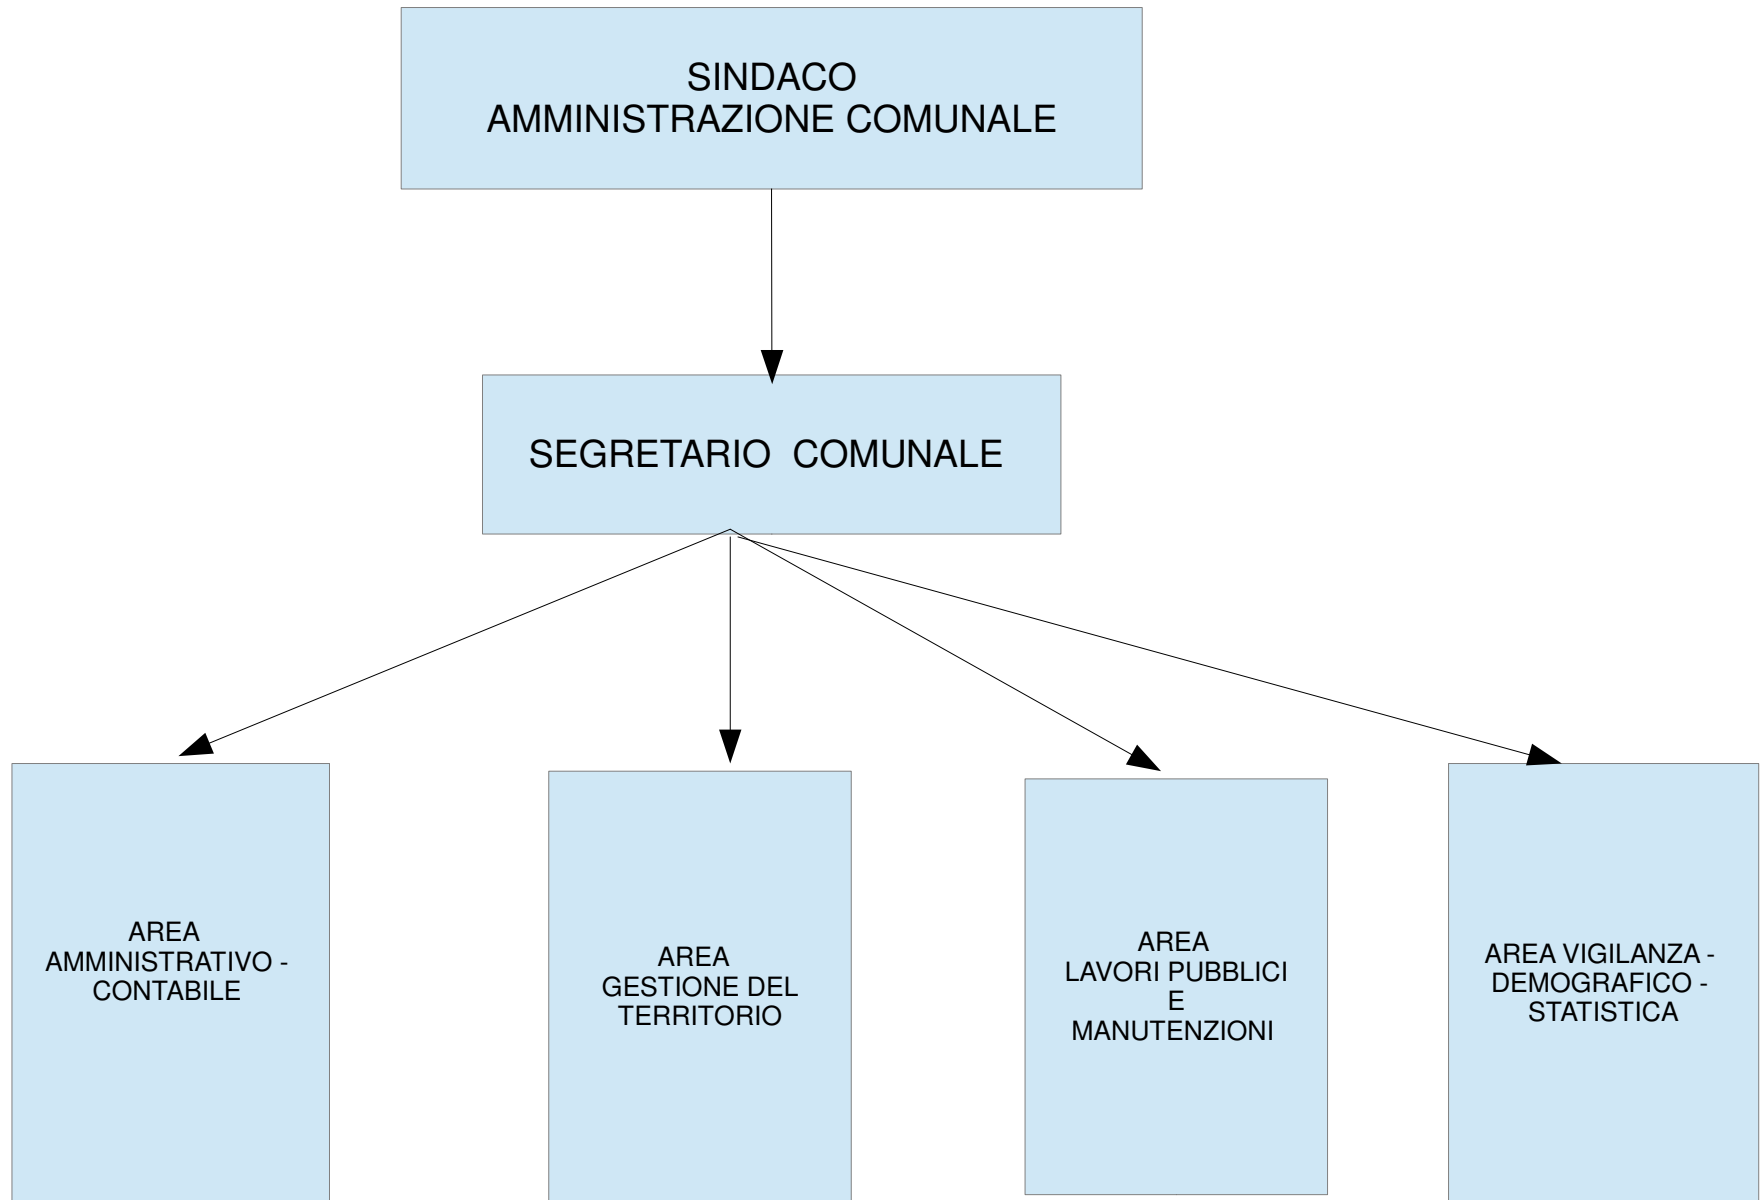 SINDACO
AMMINISTRAZIONE COMUNALE
SEGRETARIO COMUNALE
AREA
AMMINISTRATIVO -
CONTABILE
AREA
GESTIONE DEL
TERRITORIO
AREA
LAVORI PUBBLICI
E
MANUTENZIONI
AREA VIGILANZA -
DEMOGRAFICO -
STATISTICA